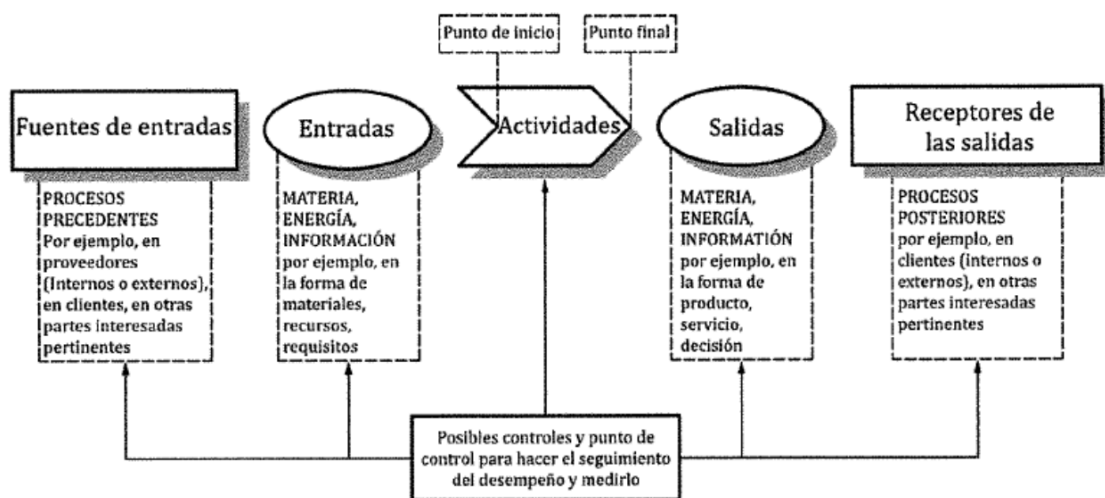 Punto de inicio
Punto final
Fuentes de entradas
Entradas
Actividades
Salidas
Receptores de
las salidas
PROCESOS
PRECEDENTES
Por ejemplo, en
proveedores
(Internos o externos),
en clientes, en otras
partes interesadas
pertinentes
MATERIA,
ENERGÍA,
INFORMACIÓN
por ejemplo, en
la forma de
materiales,
recursos,
requisitos
MATERIA,
ENERGÍA,
INFORMATIÓN
por ejemplo, en
la forma de
producto,
servicio,
decisión
PROCESOS
POSTERIORES
por ejemplo, en
clientes (internos o
externos), en otras
partes interesadas
pertinentes
Posibles controles y punto de
control para hacer el seguimiento
del desempeño y medirlo